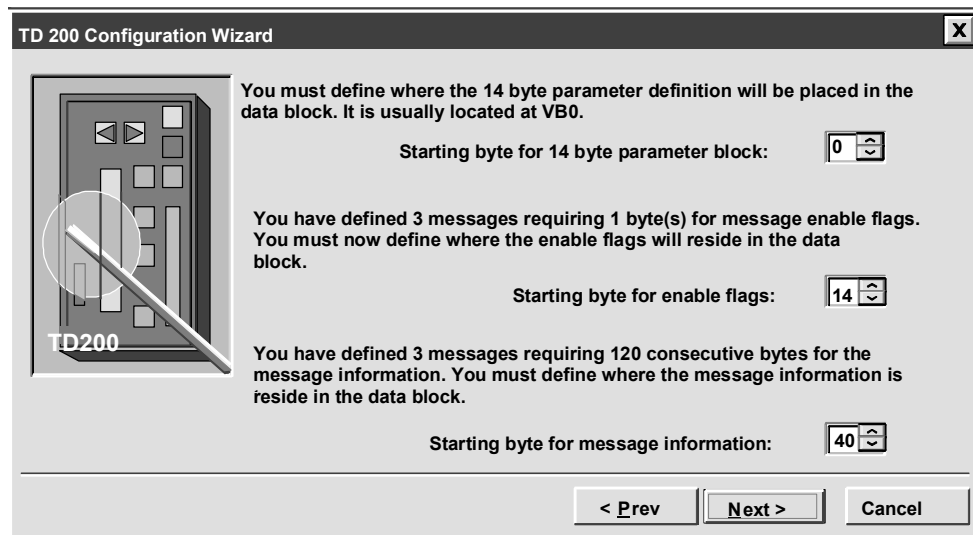 TD 200 Configuration Wizard
X
You must define where the 14 byte parameter definition will be placed in the
data block. It is usually located at VB0.
Starting byte for 14 byte parameter block:
0
You have defined 3 messages requiring 1 byte(s) for message enable flags.
You must now define where the enable flags will reside in the data
block.
Starting byte for enable flags:
14
TD200
You have defined 3 messages requiring 120 consecutive bytes for the
message information. You must define where the message information is
reside in the data block.
Starting byte for message information:
40
< Prev
Next >
Cancel